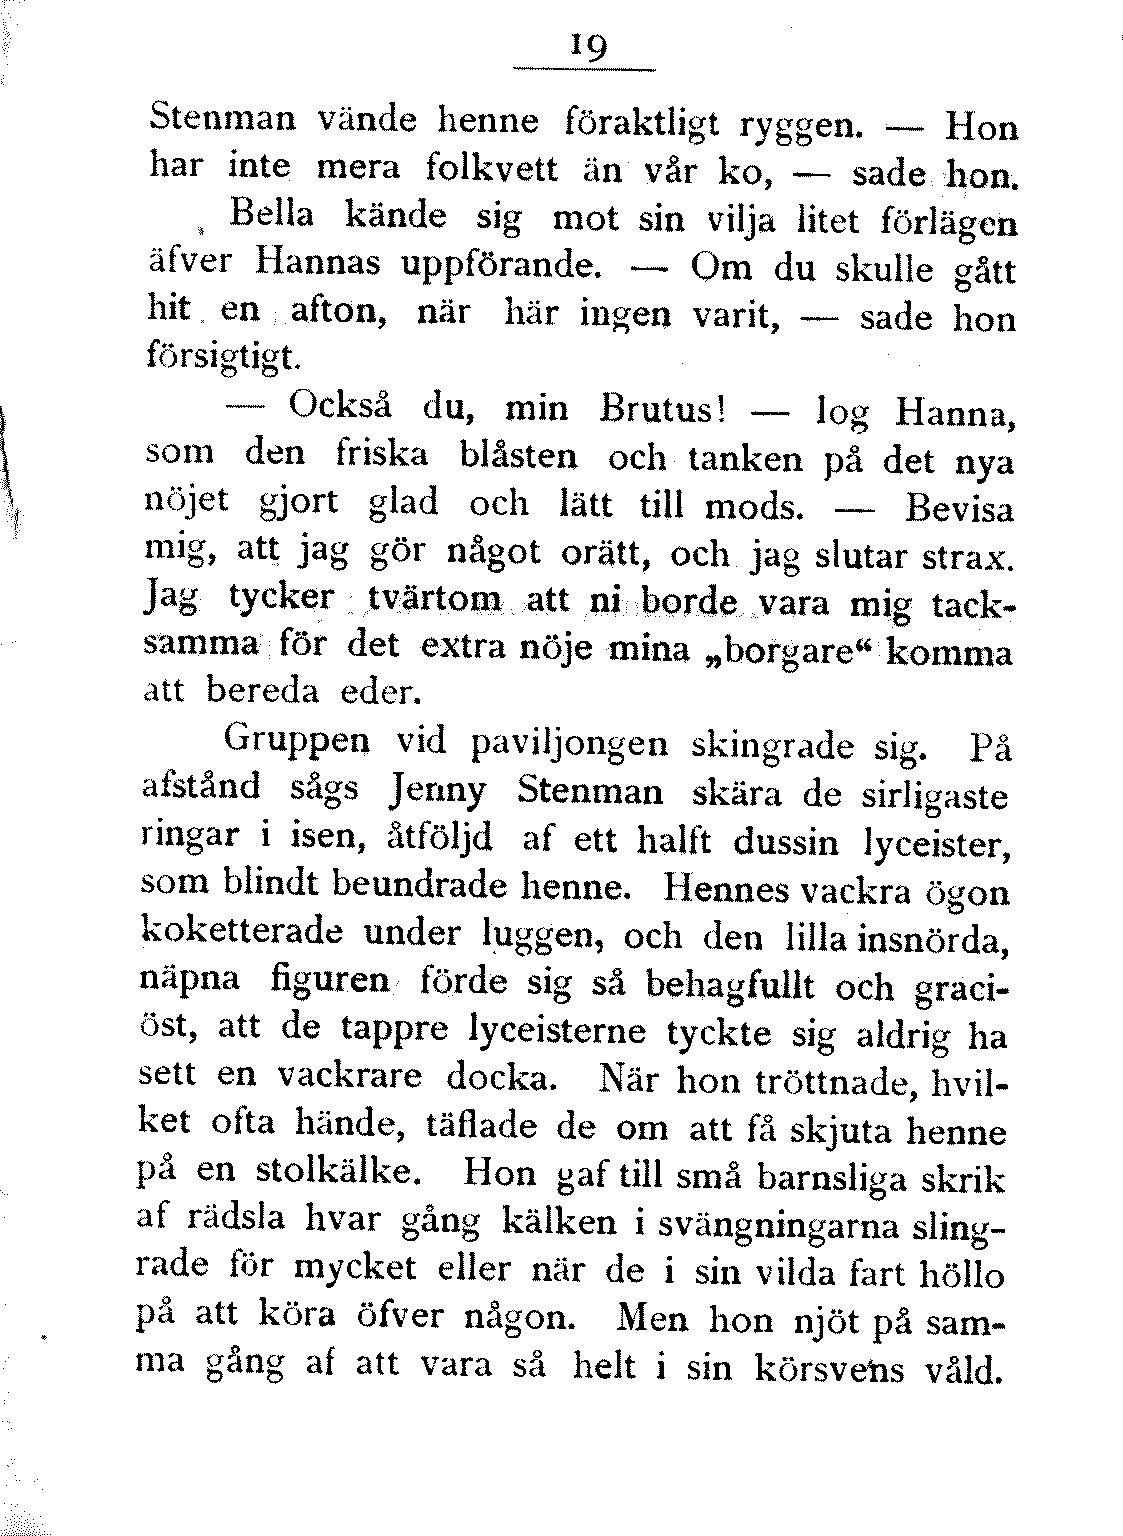 19
Stenman vände henne föraktligt ryggen. — Hon
har inte mera folkvett än vår ko, — sade hon.
Bella kände sig mot sin vilja litet förlägen
äfver Hannas uppförande. — Om du skulle gått
hit en afton, när här ingen varit, — sade hon
försigtigt.
— Också du, min Brutus! — log Hanna,
som den friska blåsten och tanken på det nya
nöjet gjort glad och lätt till mods. — Bevisa
mig, att jag gör något orätt, och jag slutar strax.
Jag tycker tvärtom att ni borde vara mig tack-
samma för det extra nöje mina „borgare“ komma
att bereda eder.
Gruppen vid paviljongen skingrade sig. På
afstånd sågs Jenny Stenman skära de sirligaste
ringar i isen, åtföljd af ett halft dussin lyceister,
som blindt beundrade henne. Hennes vackra ögon
koketterade under luggen, och den lilla insnörda,
näpna figuren förde sig så behagfullt och graci-
öst, att de tappre lyceisterne tyckte sig aldrig ha
sett en vackrare docka. När hon tröttnade, hvil-
ket ofta hände, täflade de om att få skjuta henne
på en stolkälke. Hon gaf till små barnsliga skrik
af rädsla hvar gång kälken i svängningarna sling-
rade för mycket eller när de i sin vilda fart höllo
på att köra öfver någon. Men hon njöt på sam-
ma gång af att vara så helt i sin körsvens våld.